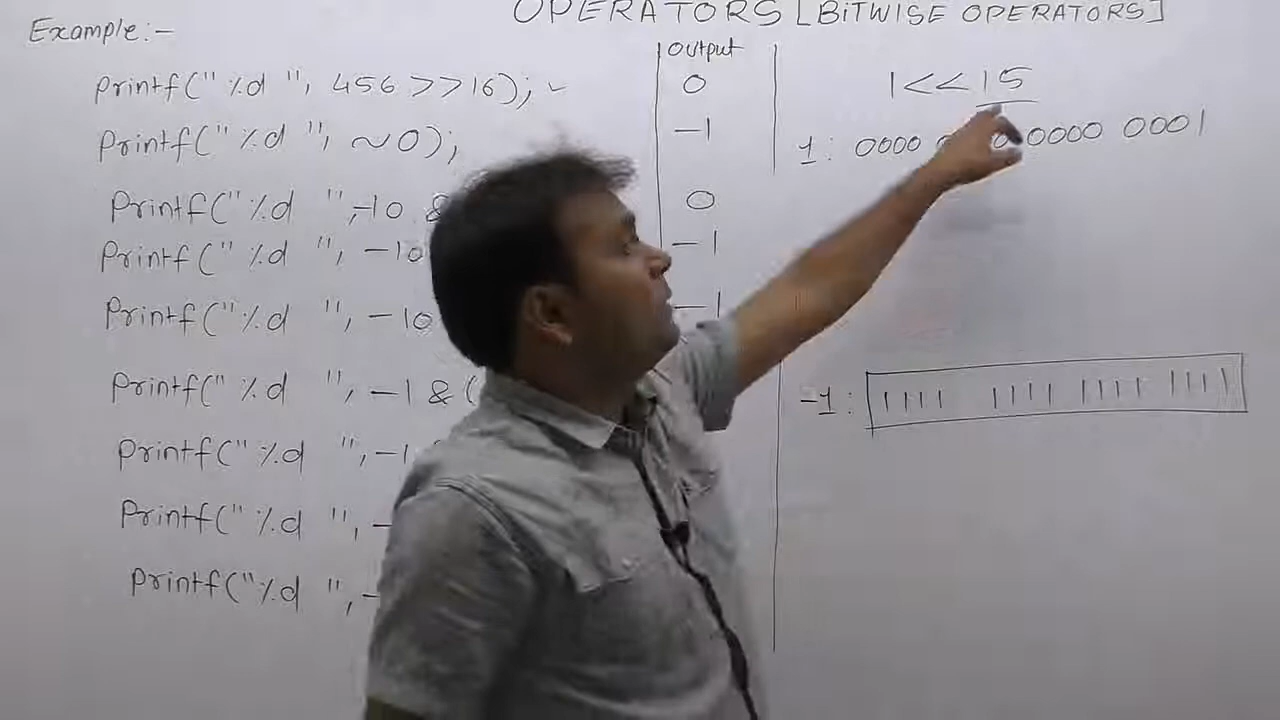 OPERATORS [BITWISE OPERATORS]
Example:-
Output
printf("%d ", 456 >>16); 0
printf("%d ", ~0); -1
printf("%d ",-10 & 0
printf("%d ", -10 -1
printf("%d ", -10 -1
printf("%d ", -1 & (
printf("%d ",-1
printf("%d ", -
printf("%d ",-
1<<15
1: 0000 0000 0001
-1: 1111 1111 1111 1111